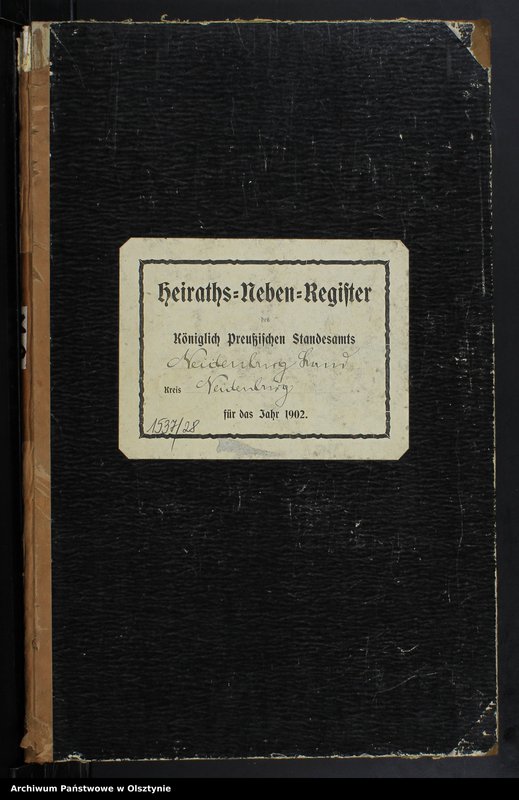 Heiraths-Neben-Register
des
Königlich Preußischen Standesamts
Neidenburg Land
Kreis Neidenburg
für das Jahr 1902.
1537/28
Archiwum Państwowe w Olsztynie